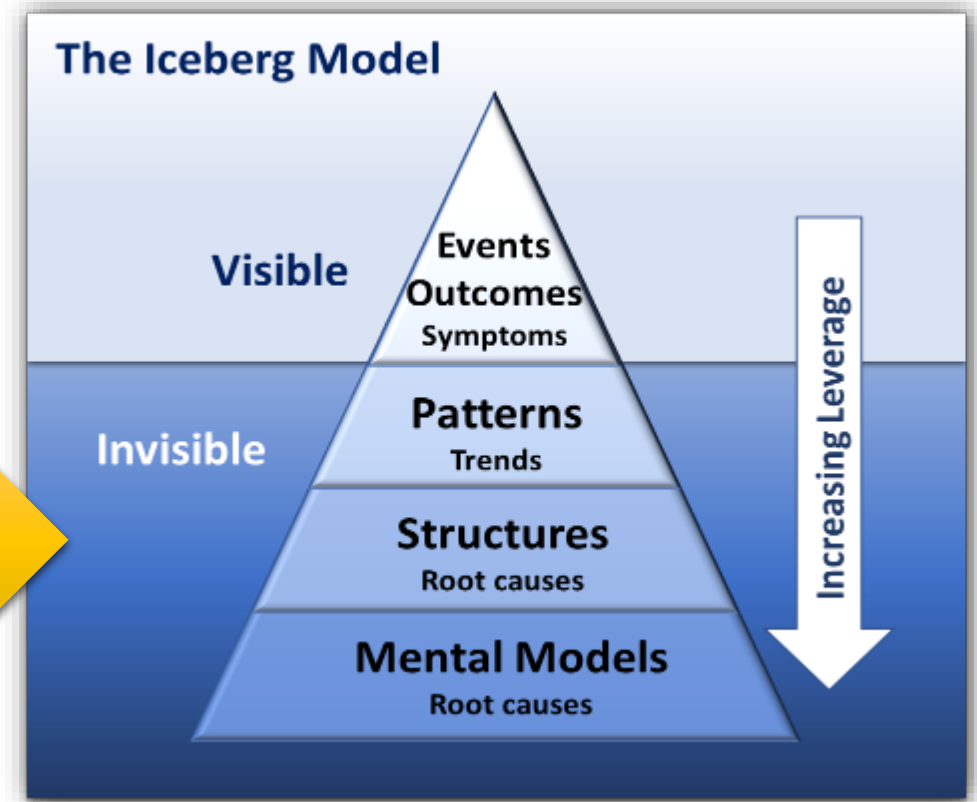 The Iceberg Model
Events
Visible
Outcomes
Symptoms
Patterns
Invisible
Trends
Structures
Root causes
Mental Models
Root causes
Increasing Leverage